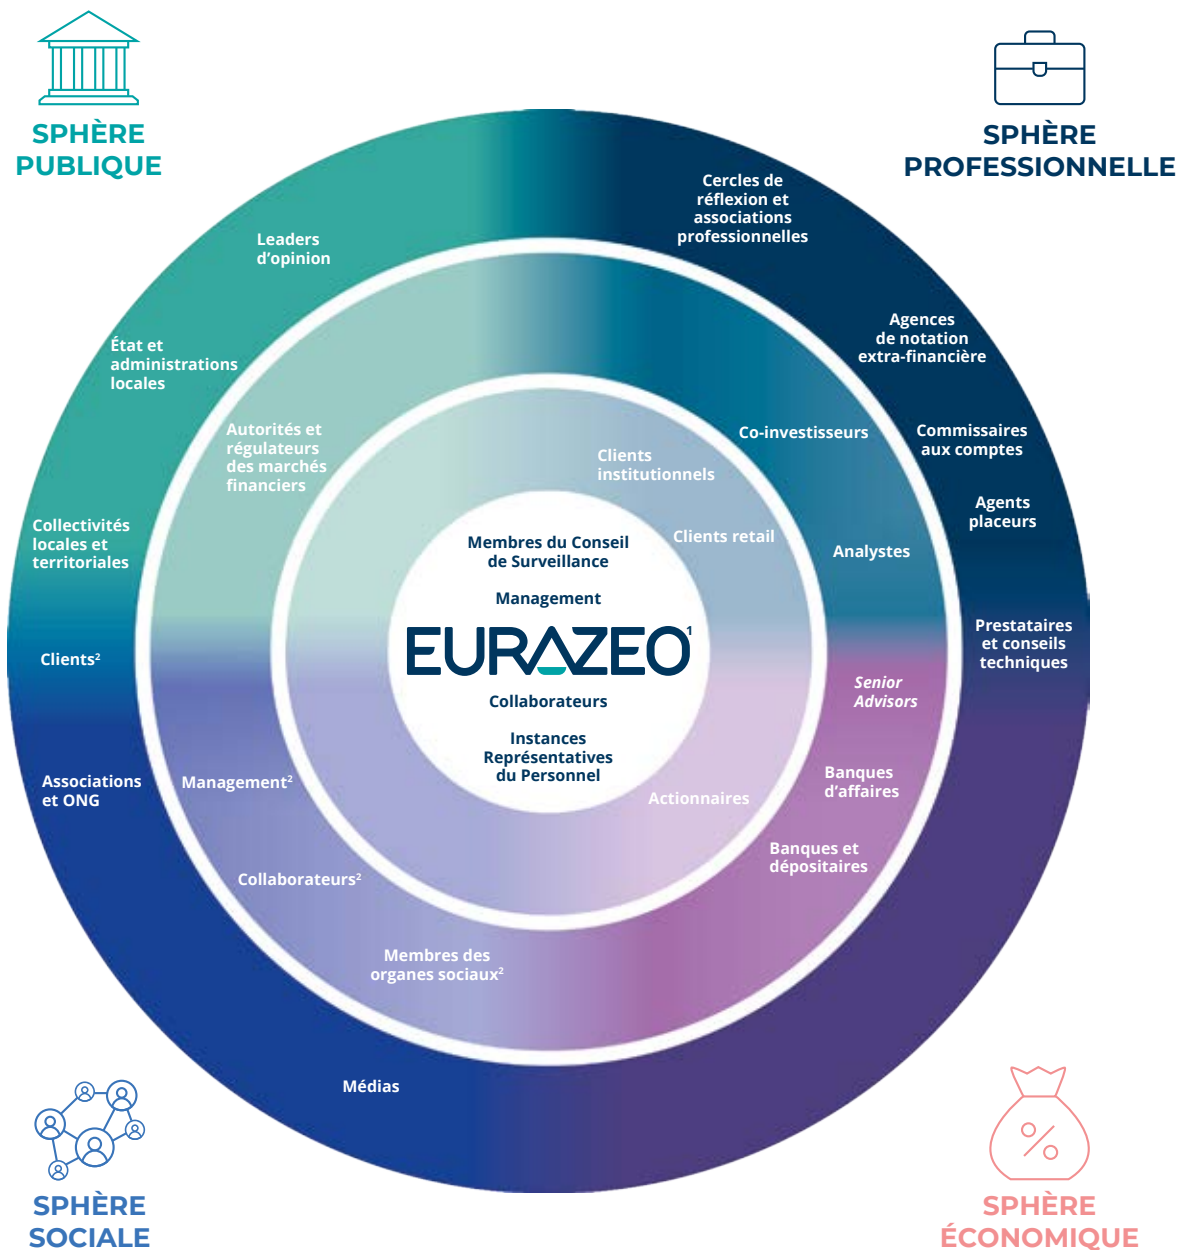 SPHÈRE
PUBLIQUE
SPHÈRE
PROFESSIONNELLE
Cercles de
réflexion et
associations
professionnelles
Leaders
d'opinion
Agences
de notation
extra-financière
État et
administrations
locales
Autorités et
régulateurs
des marchés
financiers
Co-investisseurs
Commissaires
aux comptes
Clients
institutionnels
Agents
placeurs
Collectivités
locales et
territoriales
Clients retail
Analystes
Membres du Conseil
de Surveillance
Management
EURAZEO¹
Collaborateurs
Instances
Représentatives
du Personnel
Prestataires
et conseils
techniques
Clients²
Senior
Advisors
Associations
et ONG
Management²
Banques
d'affaires
Actionnaires
Banques et
dépositaires
Collaborateurs²
Membres des
organes sociaux²
Médias
SPHÈRE
SOCIALE
SPHÈRE
ÉCONOMIQUE
%